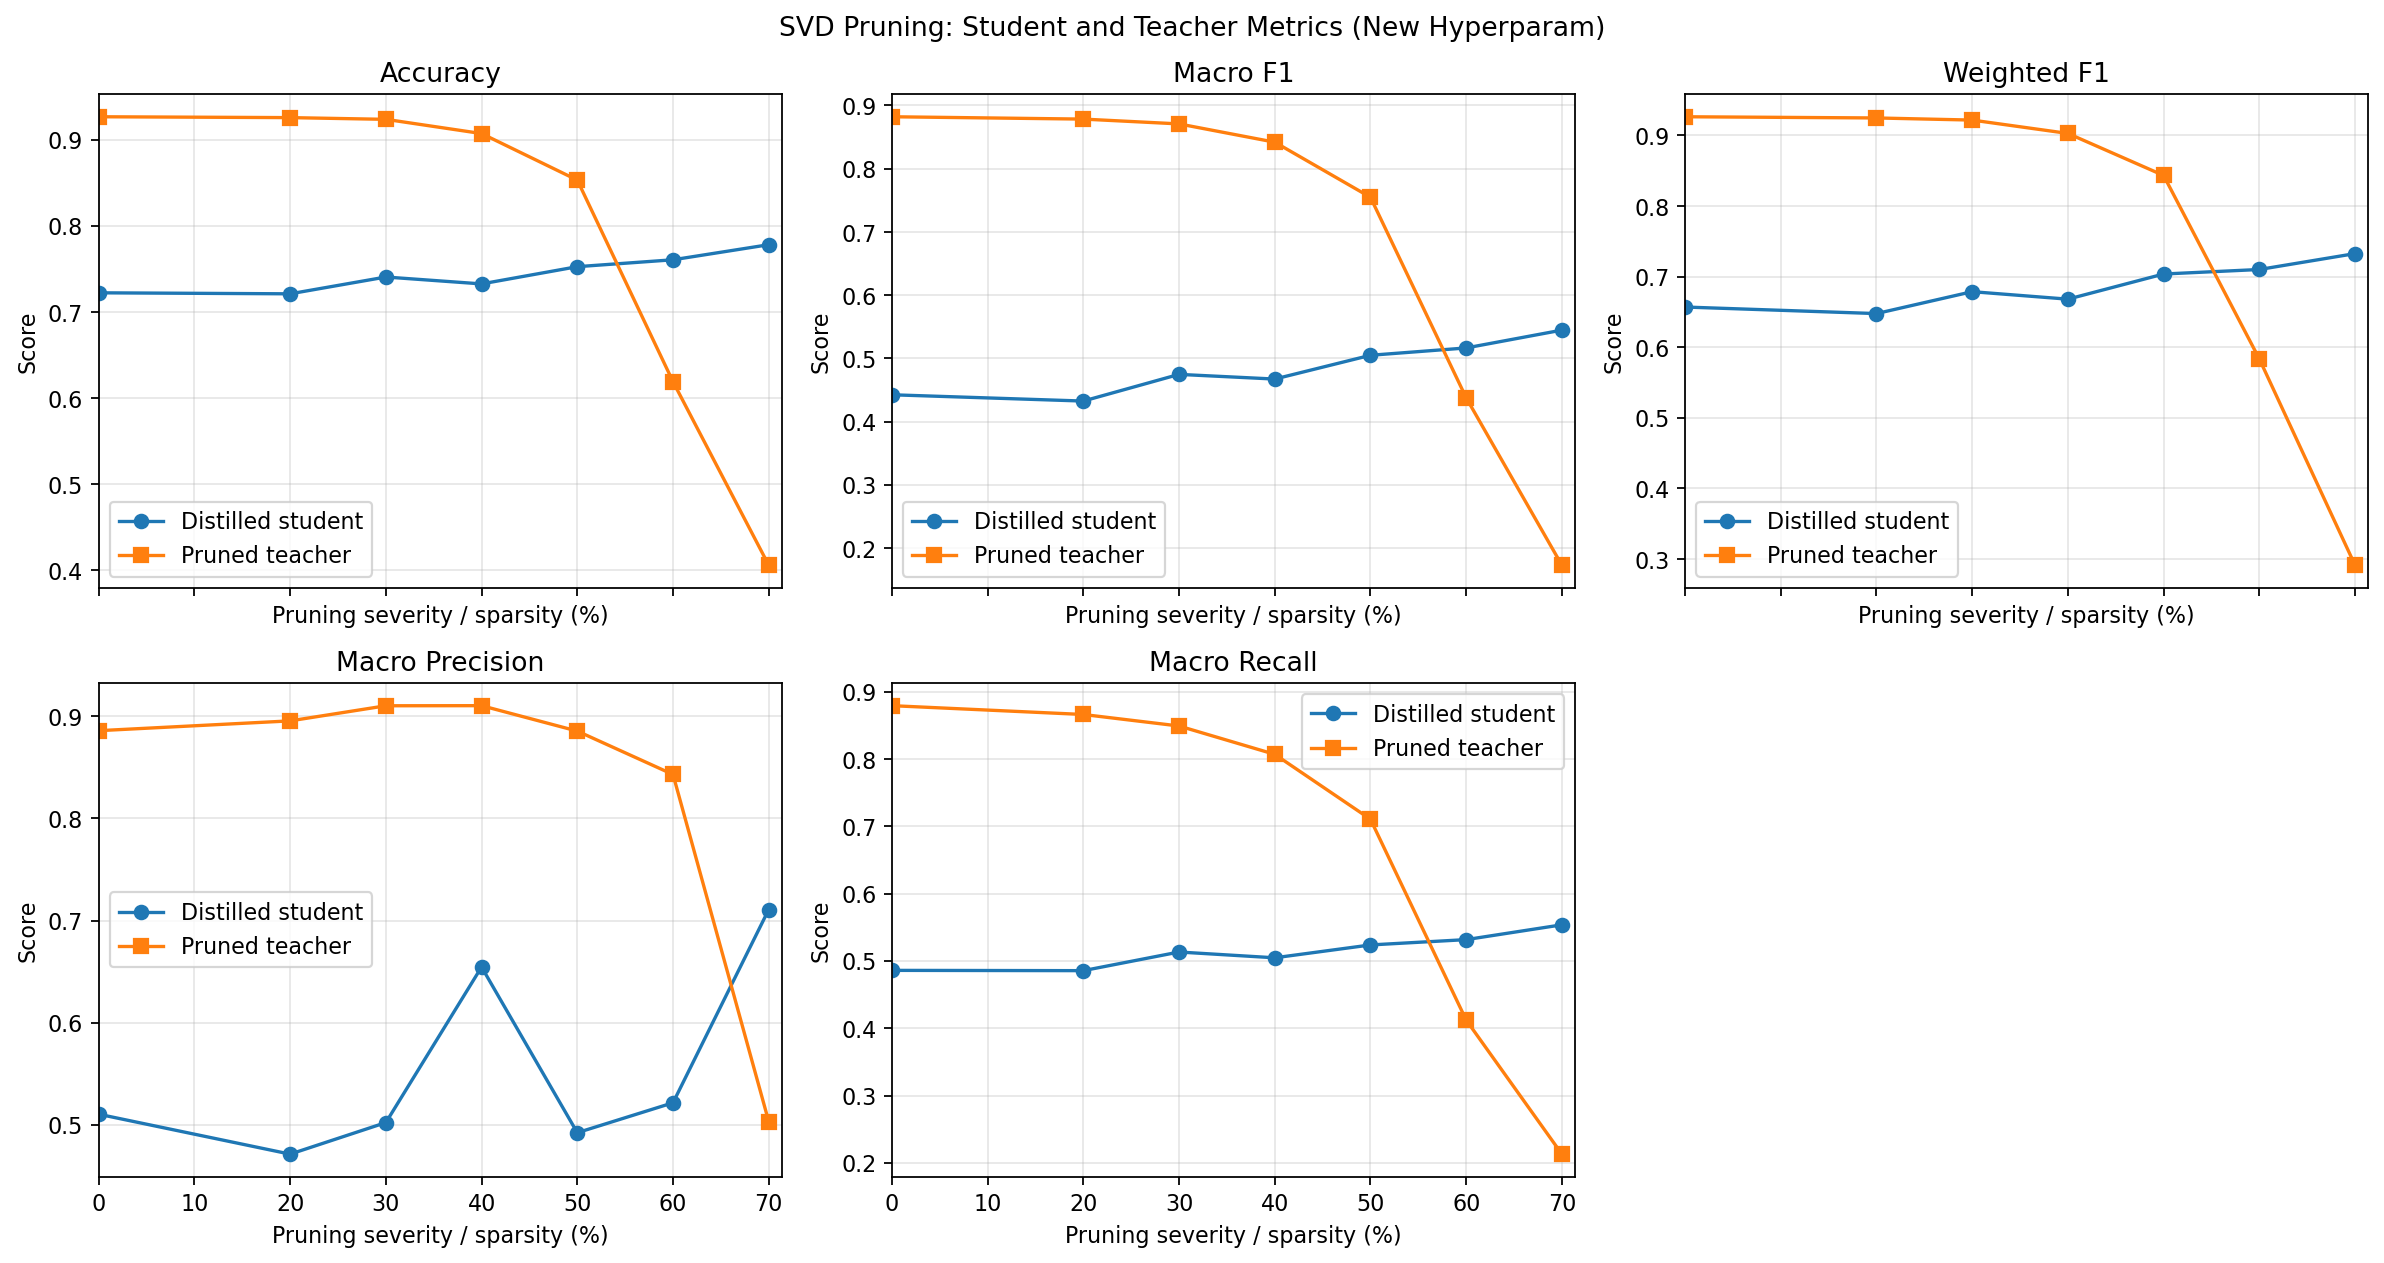 SVD Pruning: Student and Teacher Metrics (New Hyperparam)
Accuracy
Score
0.9
0.8
0.7
0.6
0.5
0.4
Distilled student
Pruned teacher
Pruning severity / sparsity (%)
Macro F1
Score
0.9
0.8
0.7
0.6
0.5
0.4
0.3
0.2
Distilled student
Pruned teacher
Pruning severity / sparsity (%)
Weighted F1
Score
0.9
0.8
0.7
0.6
0.5
0.4
0.3
Distilled student
Pruned teacher
Pruning severity / sparsity (%)
Macro Precision
Score
0.9
0.8
0.7
0.6
0.5
Distilled student
Pruned teacher
0 10 20 30 40 50 60 70
Pruning severity / sparsity (%)
Macro Recall
Score
0.9
0.8
0.7
0.6
0.5
0.4
0.3
0.2
Distilled student
Pruned teacher
0 10 20 30 40 50 60 70
Pruning severity / sparsity (%)